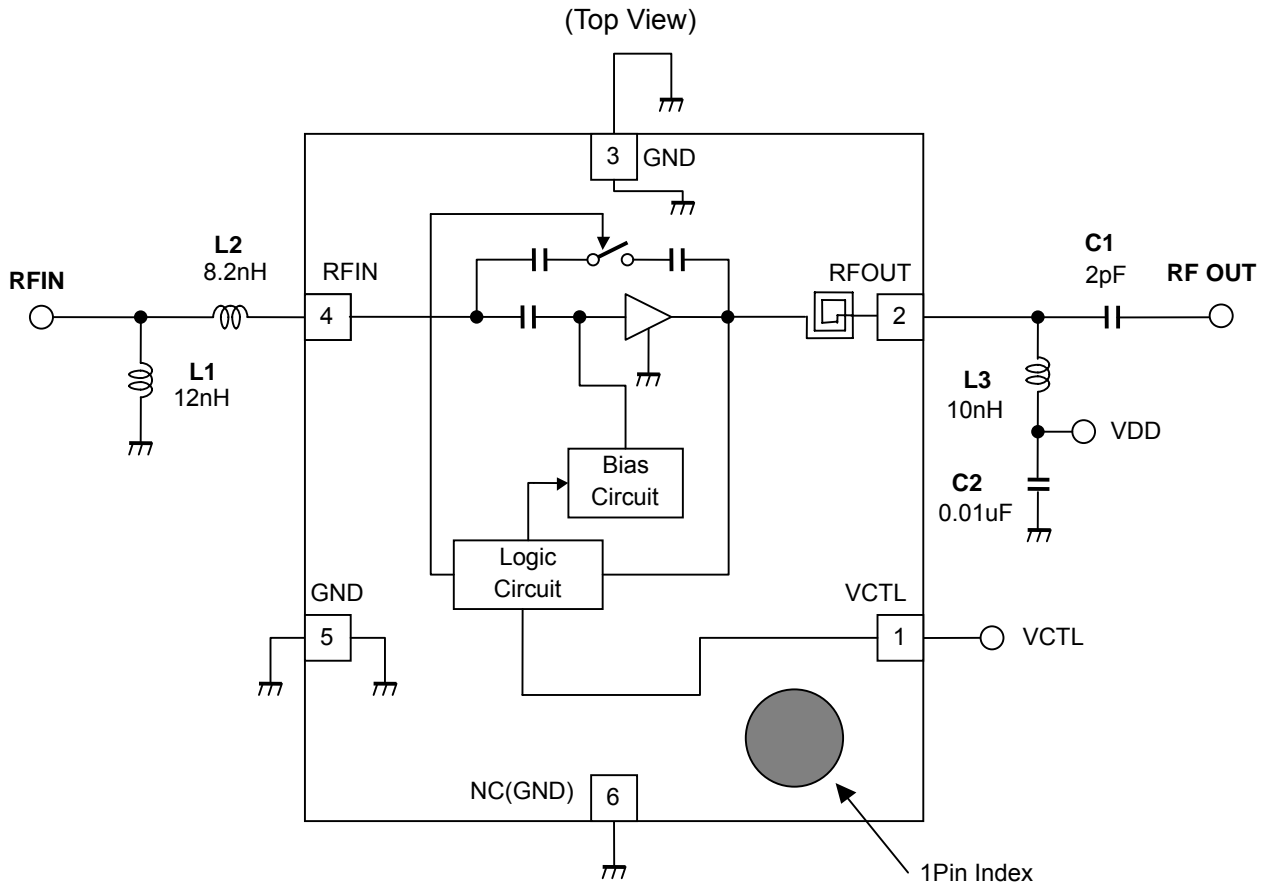 (Top View)
3
GND
L2
8.2nH
RFIN
RFIN
4
L1
12nH
RFOUT
2
C1
2pF
RF OUT
L3
10nH
VDD
C2
0.01uF
Bias
Circuit
Logic
Circuit
GND
5
VCTL
1
VCTL
NC(GND)
6
1Pin Index